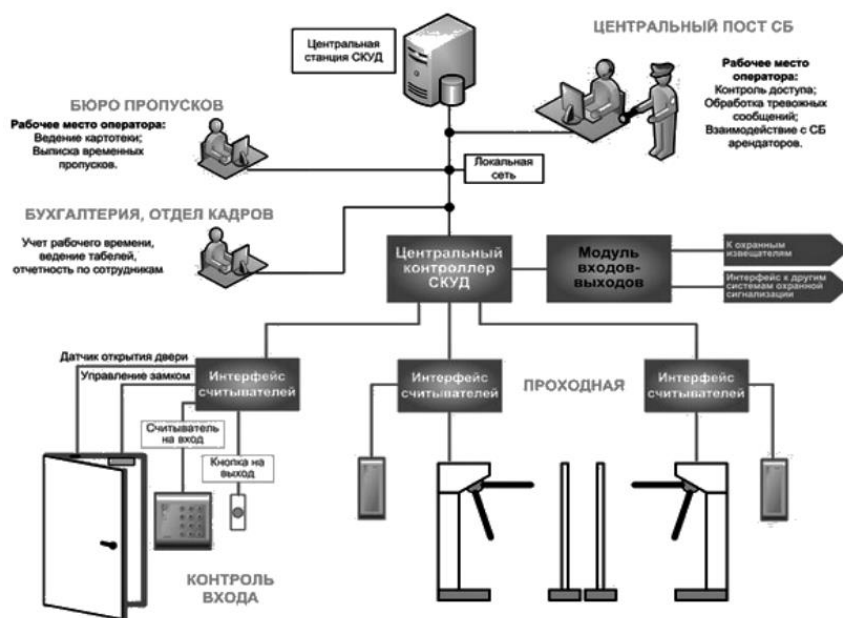 Центральная
станция СКУД
ЦЕНТРАЛЬНЫЙ ПОСТ СБ
Рабочее место
оператора:
Контроль доступа;
Обработка тревожных
сообщений;
Взаимодействие с СБ
арендаторов.
БЮРО ПРОПУСКОВ
Рабочее место оператора:
Ведение картотеки;
Выписка временных
пропусков.
Локальная
сеть
БУХГАЛТЕРИЯ, ОТДЕЛ КАДРОВ
Учет рабочего времени,
ведение табелей,
отчетность по сотрудникам
Центральный
контроллер
СКУД
Модуль
входов-
выходов
К охранным
извещателям
Интерфейс к другим
системам охранной
сигнализации
Датчик открытия двери
Управление замком
Интерфейс
считывателей
Считыватель
на вход
Кнопка на
выход
КОНТРОЛЬ
ВХОДА
Интерфейс
считывателей
ПРОХОДНАЯ
Интерфейс
считывателей